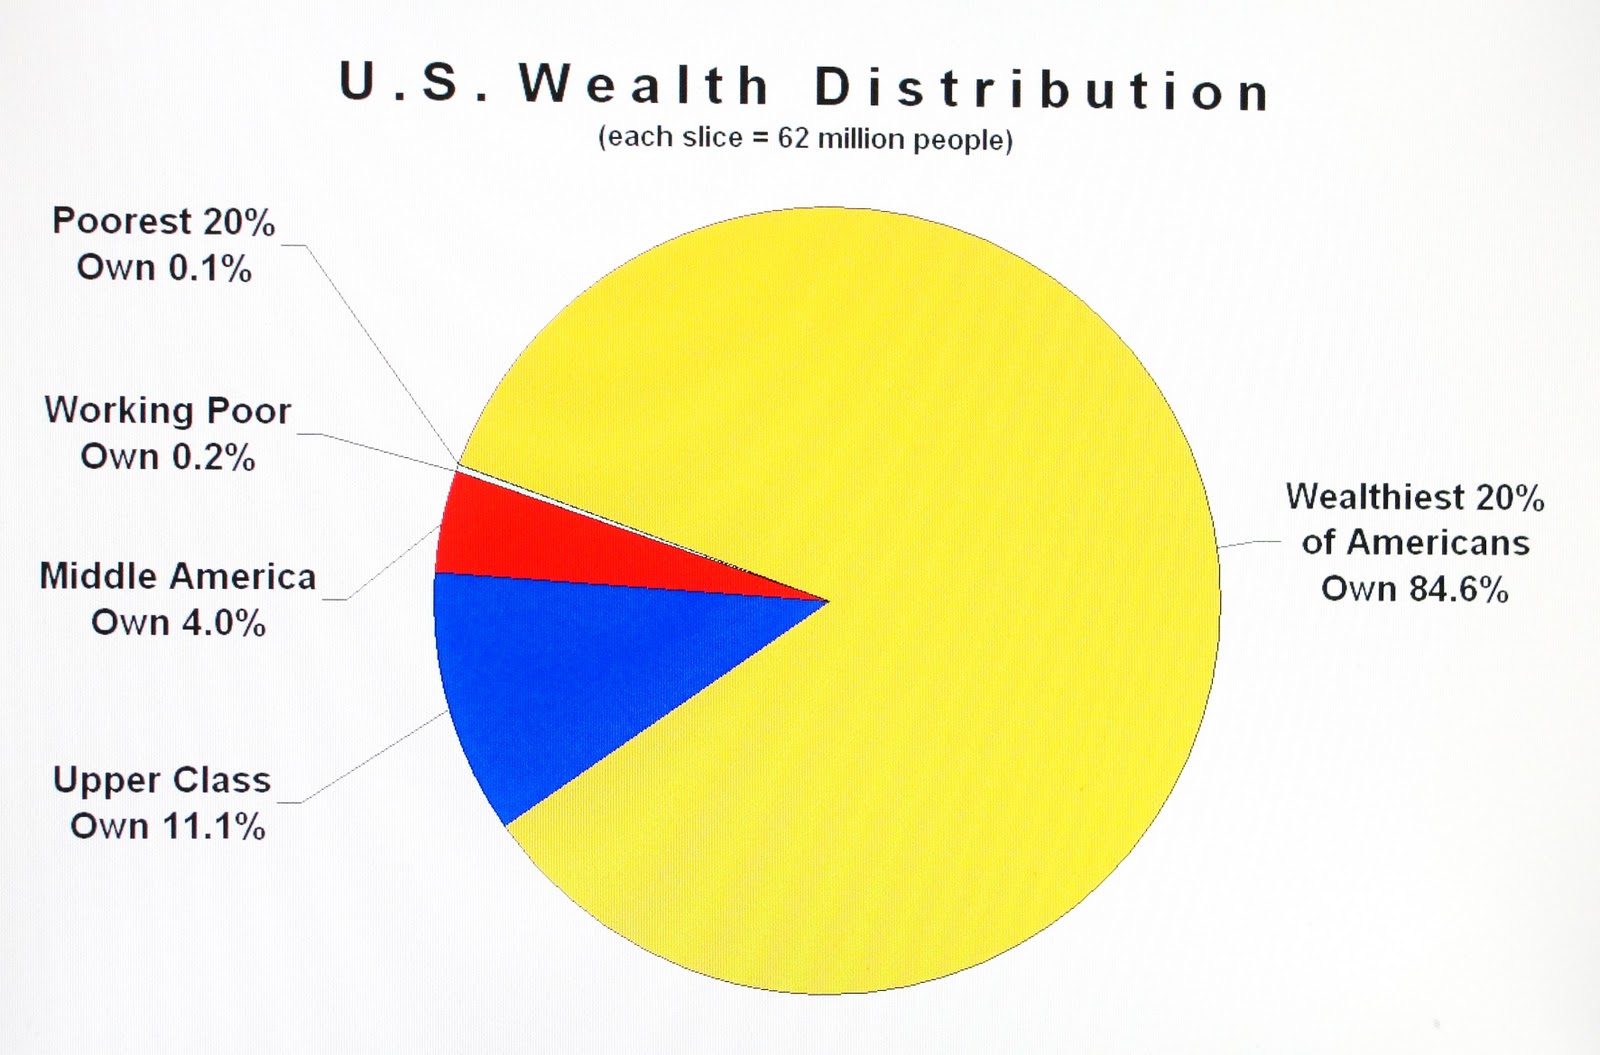 U.S. Wealth Distribution
(each slice = 62 million people)
Poorest 20%
Own 0.1%
Working Poor
Own 0.2%
Middle America
Own 4.0%
Upper Class
Own 11.1%
Wealthiest 20%
of Americans
Own 84.6%